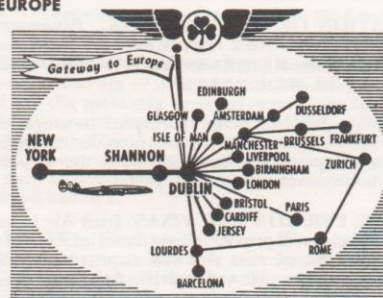 EUROPE
Gateway to Europe
EDINBURGH
GLASGOW
AMSTERDAM
DUSSELDORF
ISLE OF MAN
MANCHESTER
BRUSSELS
FRANKFURT
NEW
YORK
SHANNON
LIVERPOOL
ZURICH
BIRMINGHAM
DUBLIN
LONDON
BRISTOL
PARIS
CARDIFF
JERSEY
LOURDES
ROME
BARCELONA